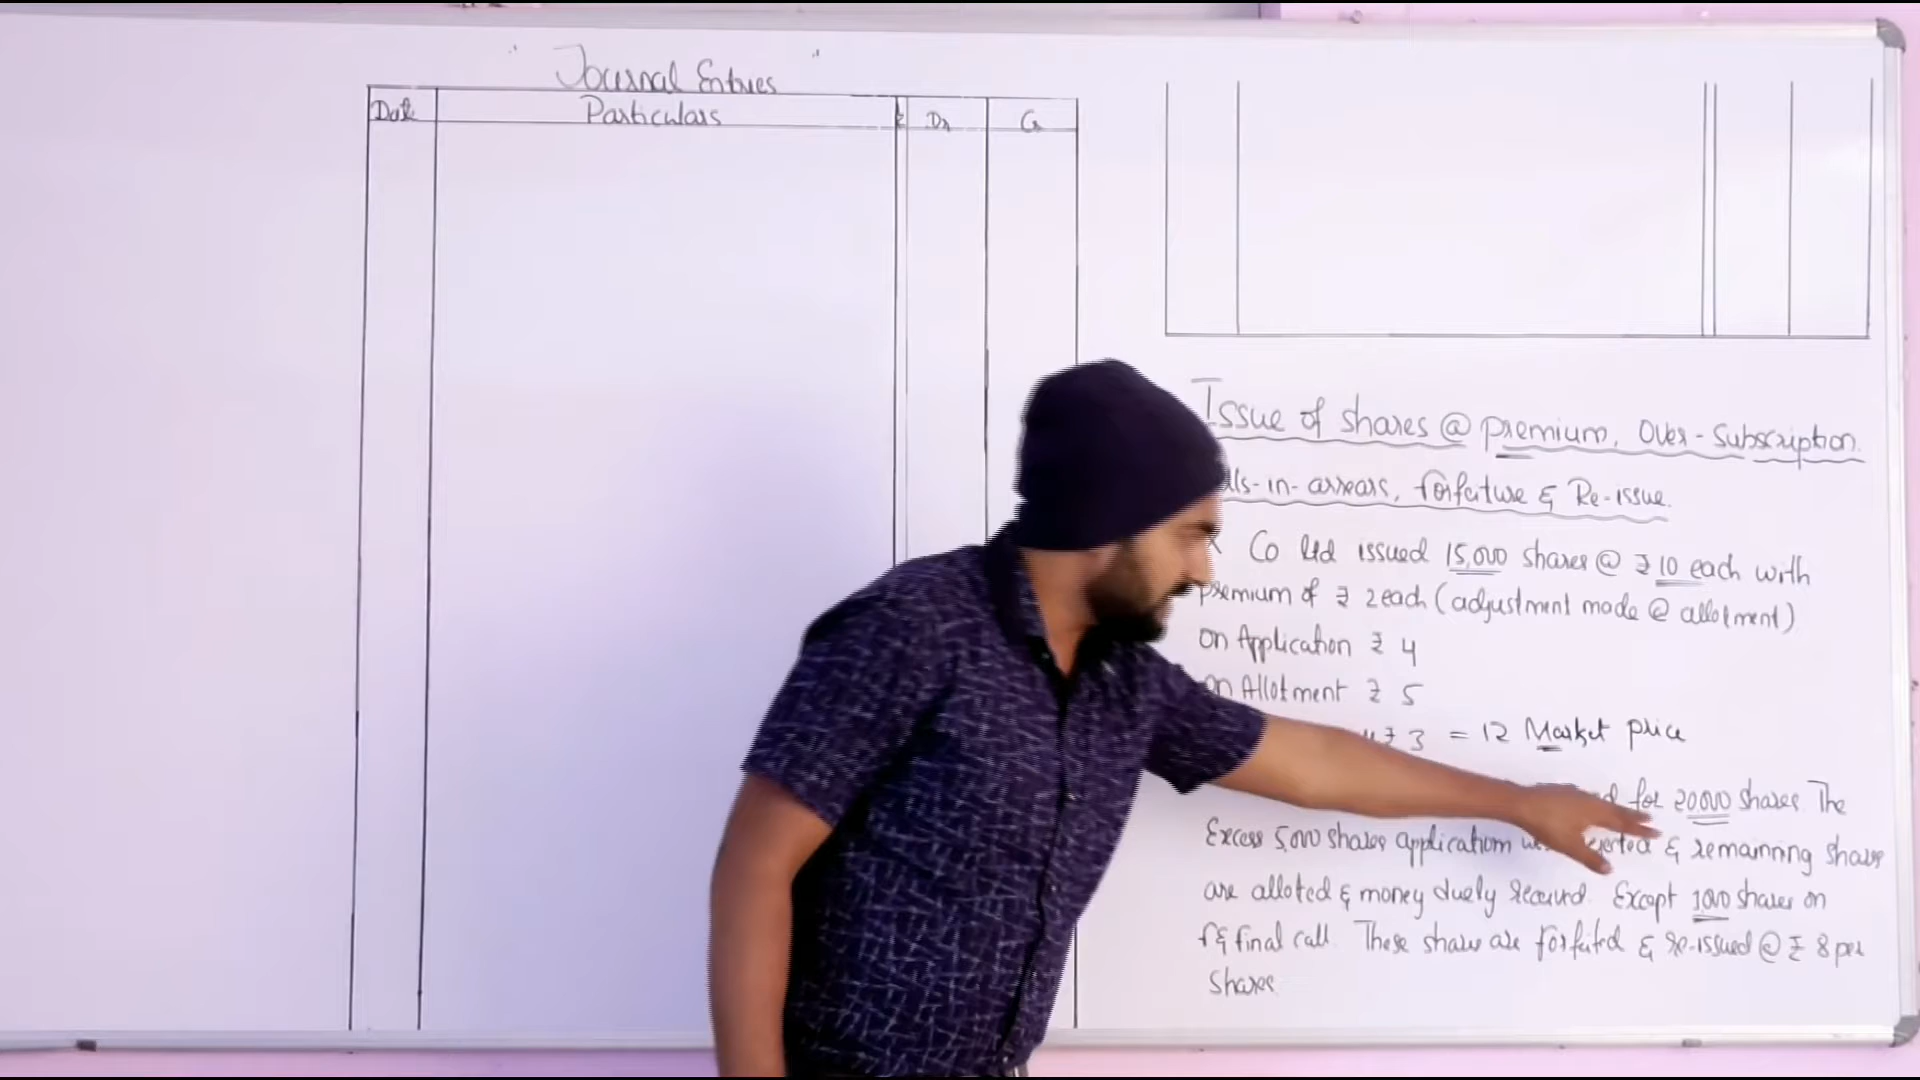 " Journal Entries "
Date Particulars Dr Cr
Issue of shares @ premium, Over-Subscription.
lls-in-arrears, forfeiture & Re-issue.
Co Ltd issued 15,000 shares @ ₹ 10 each with
premium of ₹ 2 each (adjustment made @ allotment)
on Application ₹ 4
on Allotment ₹ 5
₹ 3 = 12 Market price
for 20000 shares. The
Excess 5,000 shares application & remaining shares
are alloted & money duely received. Except 1000 shares on
f & final call. These share are forfeited & re-issued @ ₹ 8 per
shares